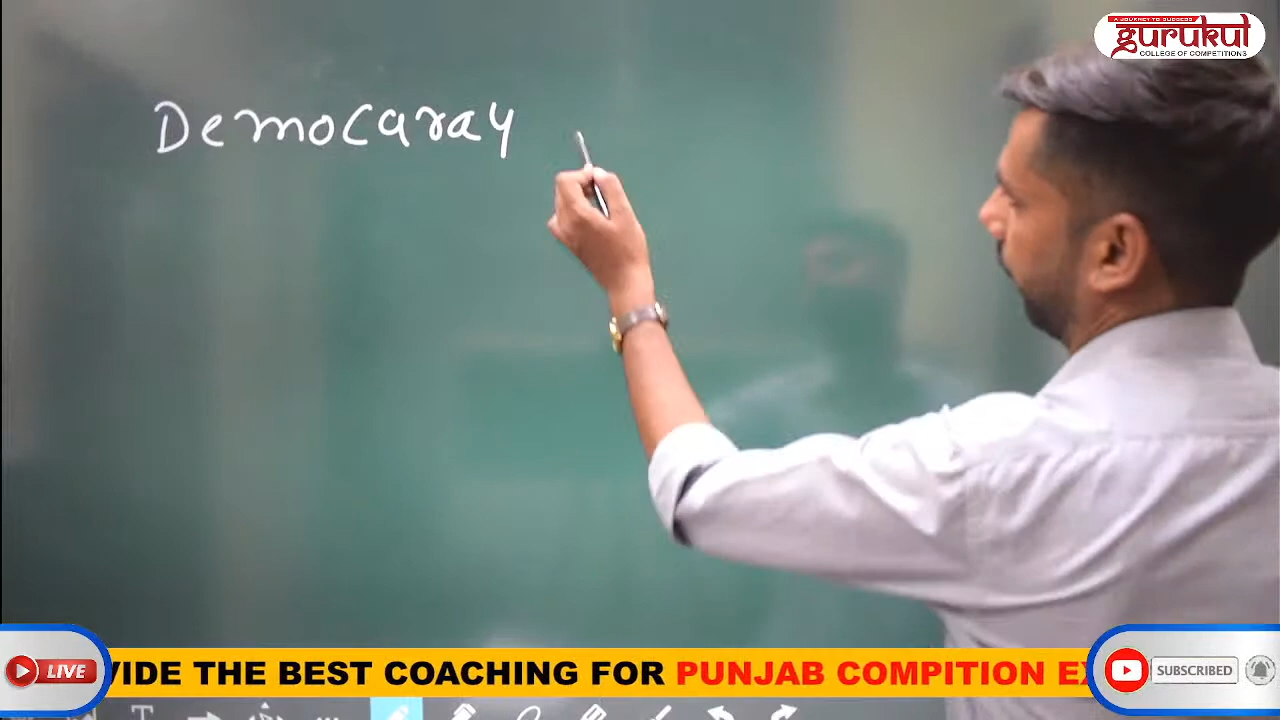 A JOURNEY TO SUCCESS
gurukul
COLLEGE OF COMPETITIONS
Democaray
LIVE
VIDE THE BEST COACHING FOR PUNJAB COMPITION EX
SUBSCRIBED